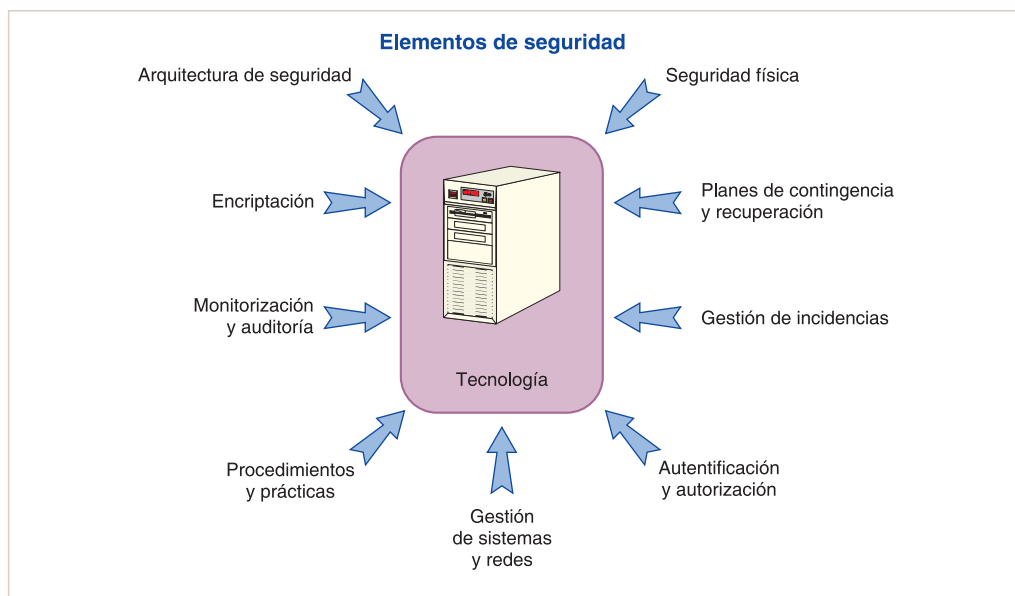 Elementos de seguridad
Arquitectura de seguridad
Seguridad física
Encriptación
Planes de contingencia
y recuperación
Monitorización
y auditoría
Gestión de incidencias
Tecnología
Procedimientos
y prácticas
Autentificación
y autorización
Gestión
de sistemas
y redes